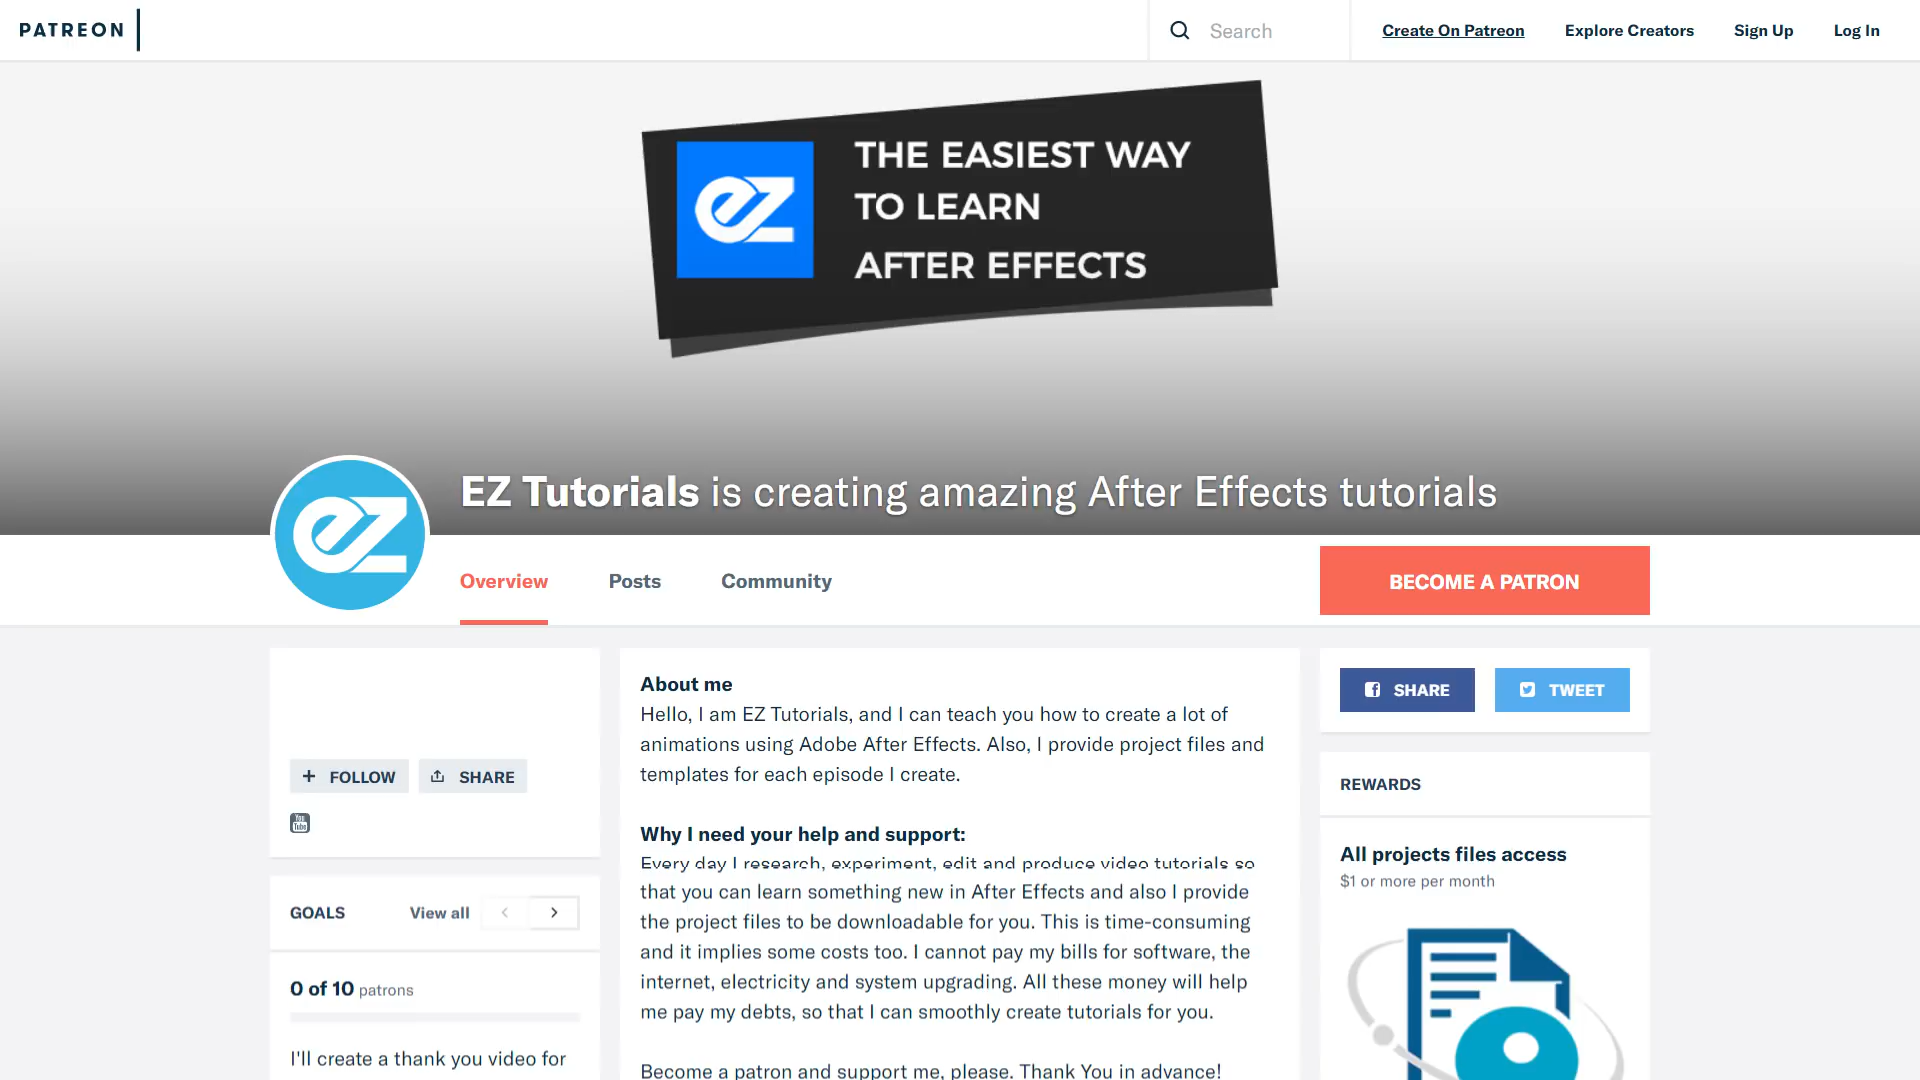 PATREON
Search
Create On Patreon
Explore Creators
Sign Up
Log In
ez
THE EASIEST WAY
TO LEARN
AFTER EFFECTS
ez
EZ Tutorials is creating amazing After Effects tutorials
Overview
Posts
Community
BECOME A PATRON
FOLLOW
SHARE
You
Tube
GOALS
View all
0 of 10 patrons
I'll create a thank you video for
About me
Hello, I am EZ Tutorials, and I can teach you how to create a lot of
animations using Adobe After Effects. Also, I provide project files and
templates for each episode I create.
Why I need your help and support:
Every day I research, experiment, edit and produce video tutorials so
that you can learn something new in After Effects and also I provide
the project files to be downloadable for you. This is time-consuming
and it implies some costs too. I cannot pay my bills for software, the
internet, electricity and system upgrading. All these money will help
me pay my debts, so that I can smoothly create tutorials for you.
Become a patron and support me, please. Thank You in advance!
SHARE
TWEET
REWARDS
All projects files access
$1 or more per month